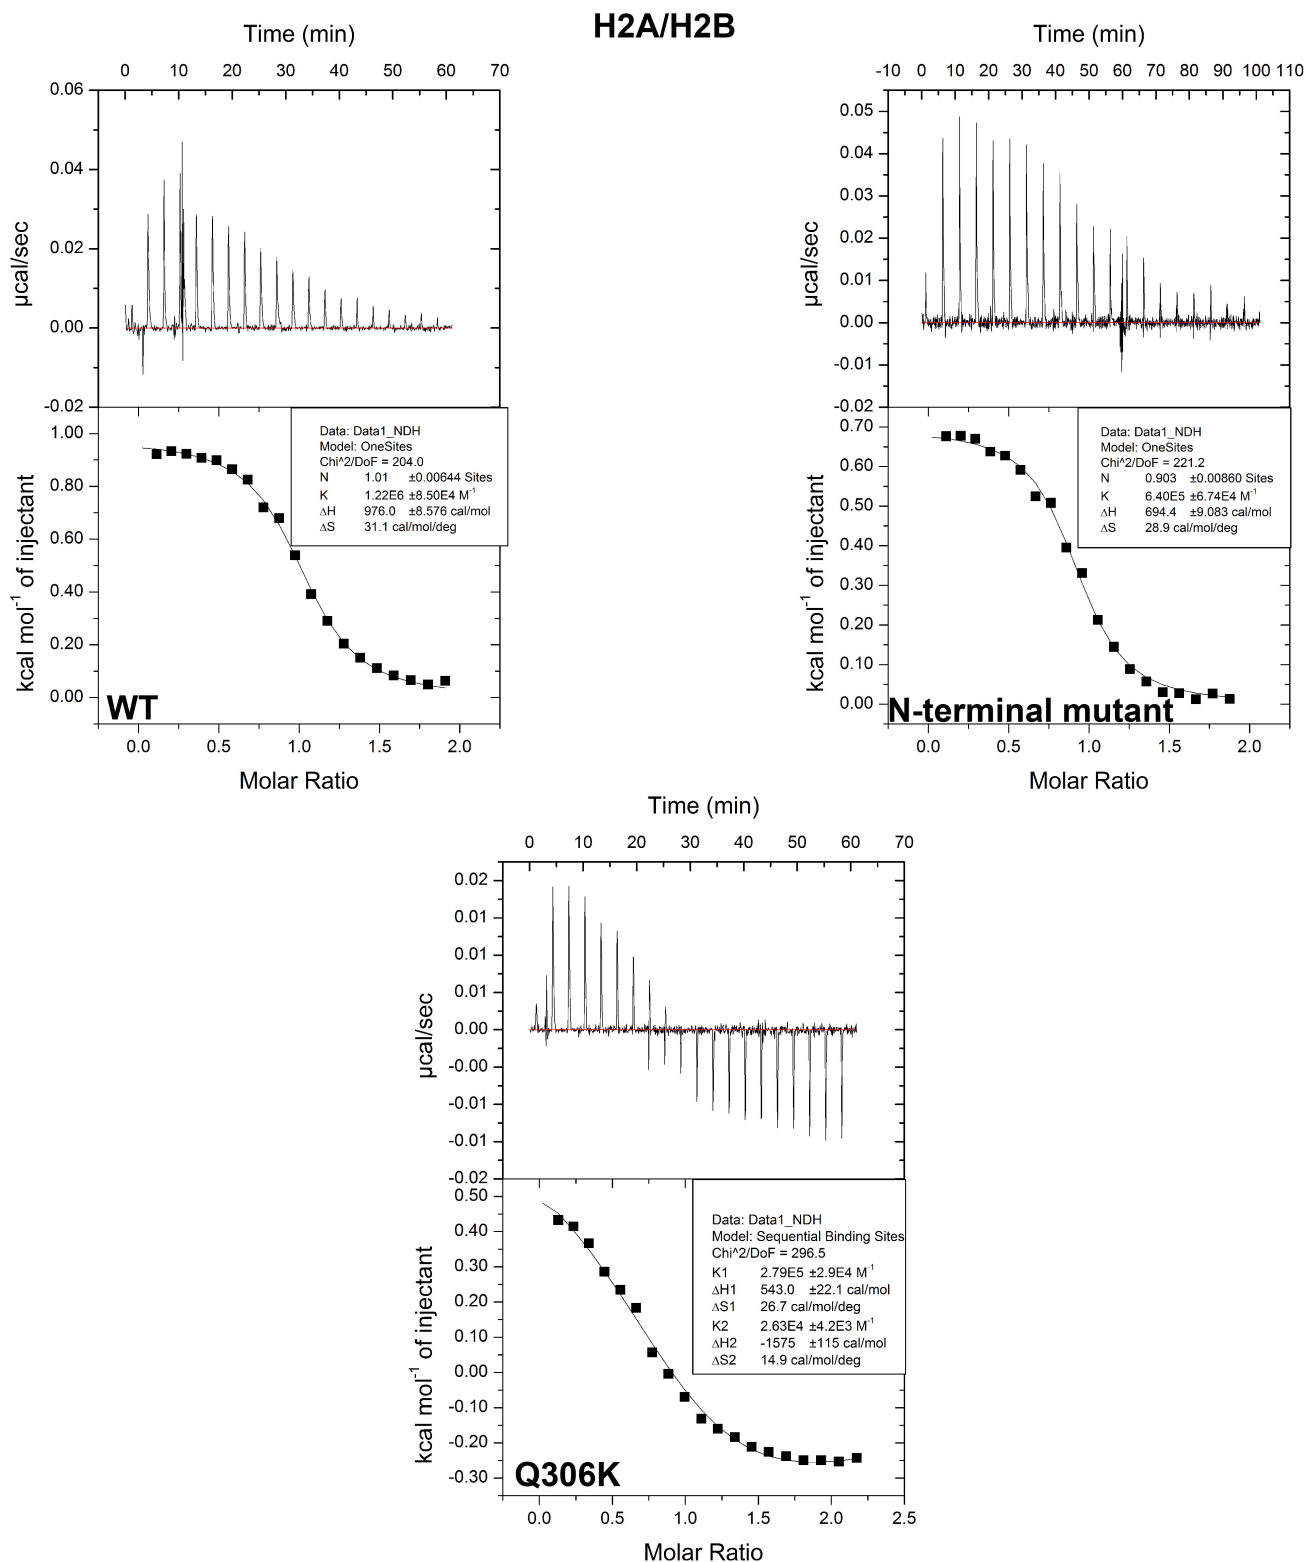 H2A/H2B
Time (min)
0 10 20 30 40 50 60 70
0.06
0.04
0.02
0.00
-0.02
µcal/sec
1.00
0.80
0.60
0.40
0.20
0.00
kcal mol⁻¹ of injectant
Data: Data1_NDH
Model: OneSites
Chi^2/DoF = 204.0
N 1.01 ±0.00644 Sites
K 1.22E6 ±8.50E4 M⁻¹
ΔH 976.0 ±8.576 cal/mol
ΔS 31.1 cal/mol/deg
WT
0.0 0.5 1.0 1.5 2.0
Molar Ratio
Time (min)
-10 0 10 20 30 40 50 60 70 80 90 100 110
0.05
0.04
0.03
0.02
0.01
0.00
-0.01
-0.02
µcal/sec
0.70
0.60
0.50
0.40
0.30
0.20
0.10
0.00
kcal mol⁻¹ of injectant
Data: Data1_NDH
Model: OneSites
Chi^2/DoF = 221.2
N 0.903 ±0.00860 Sites
K 6.40E5 ±6.74E4 M⁻¹
ΔH 694.4 ±9.083 cal/mol
ΔS 28.9 cal/mol/deg
N-terminal mutant
0.0 0.5 1.0 1.5 2.0
Molar Ratio
Time (min)
0 10 20 30 40 50 60 70
0.02
0.01
0.01
0.01
0.00
-0.00
-0.01
-0.01
-0.02
µcal/sec
0.50
0.40
0.30
0.20
0.10
0.00
-0.10
-0.20
-0.30
kcal mol⁻¹ of injectant
Data: Data1_NDH
Model: Sequential Binding Sites
Chi^2/DoF = 296.5
K1 2.79E5 ±2.9E4 M⁻¹
ΔH1 543.0 ±22.1 cal/mol
ΔS1 26.7 cal/mol/deg
K2 2.63E4 ±4.2E3 M⁻¹
ΔH2 -1575 ±115 cal/mol
ΔS2 14.9 cal/mol/deg
Q306K
0.0 0.5 1.0 1.5 2.0 2.5
Molar Ratio